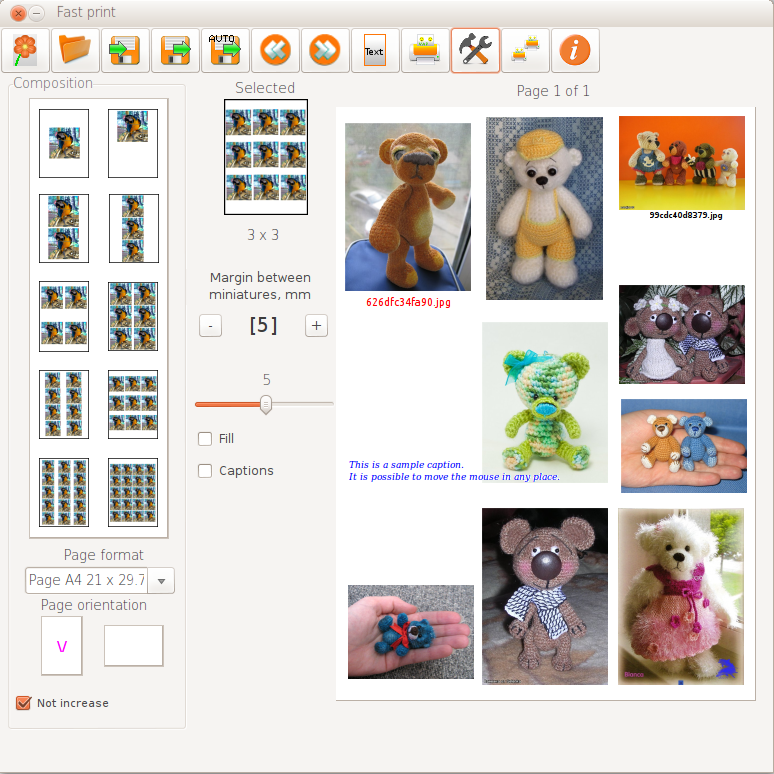 Fast print
AUTO
Text
Composition
Selected
3 x 3
Margin between
miniatures, mm
- [5] +
5
Fill
Captions
Page format
Page A4 21 x 29.7
Page orientation
V
Not increase
Page 1 of 1
99cdc40d8379.jpg
626dfc34fa90.jpg
This is a sample caption.
It is possible to move the mouse in any place.
Bianca